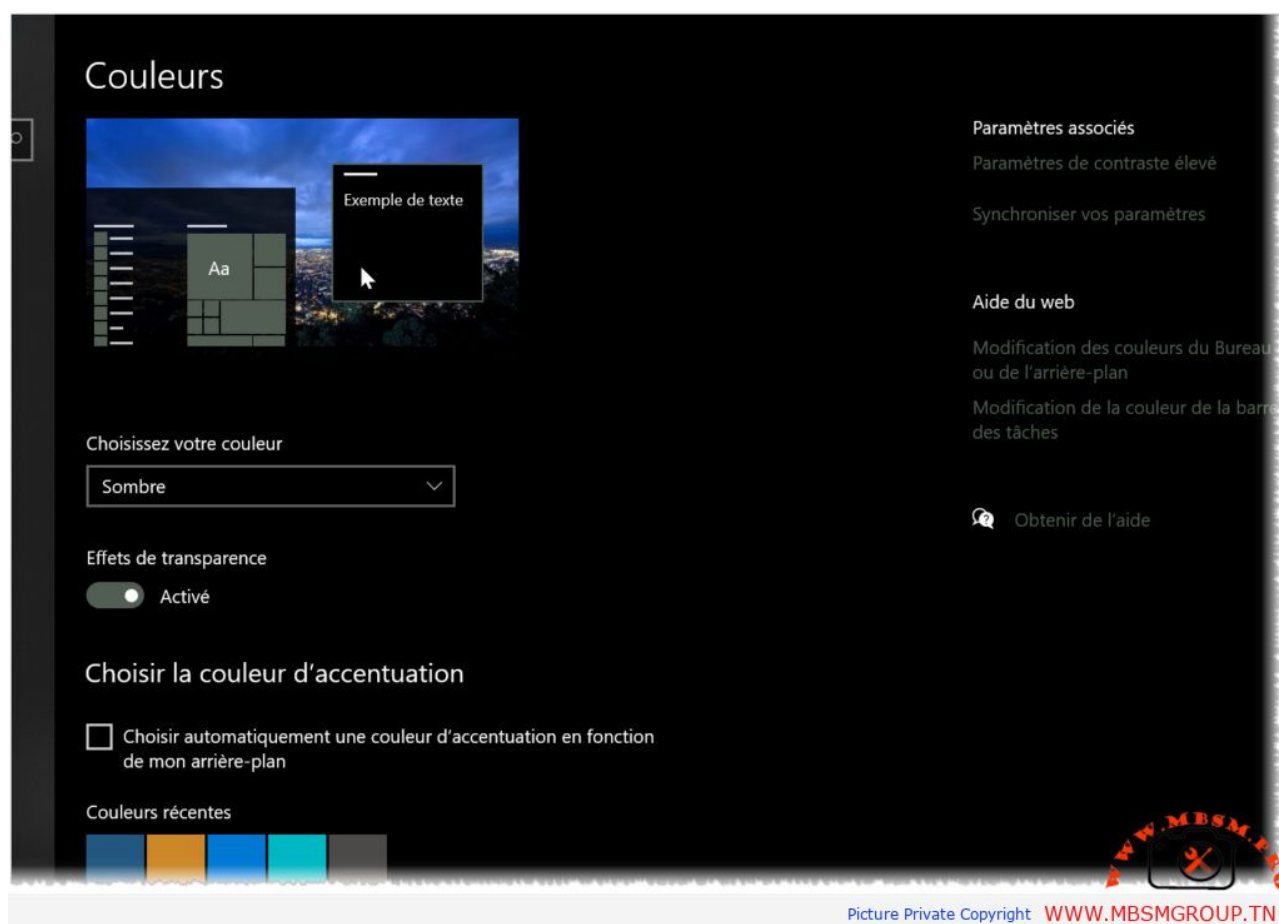 Couleurs
Exemple de texte
Aa
Choisissez votre couleur
Sombre
Effets de transparence
Activé
Choisir la couleur d'accentuation
Choisir automatiquement une couleur d'accentuation en fonction
de mon arrière-plan
Couleurs récentes
Paramètres associés
Paramètres de contraste élevé
Synchroniser vos paramètres
Aide du web
Modification des couleurs du Bureau
ou de l'arrière-plan
Modification de la couleur de la barre
des tâches
Obtenir de l'aide
WWW.MBSM.PRO
Picture Private Copyright WWW.MBSMGROUP.TN